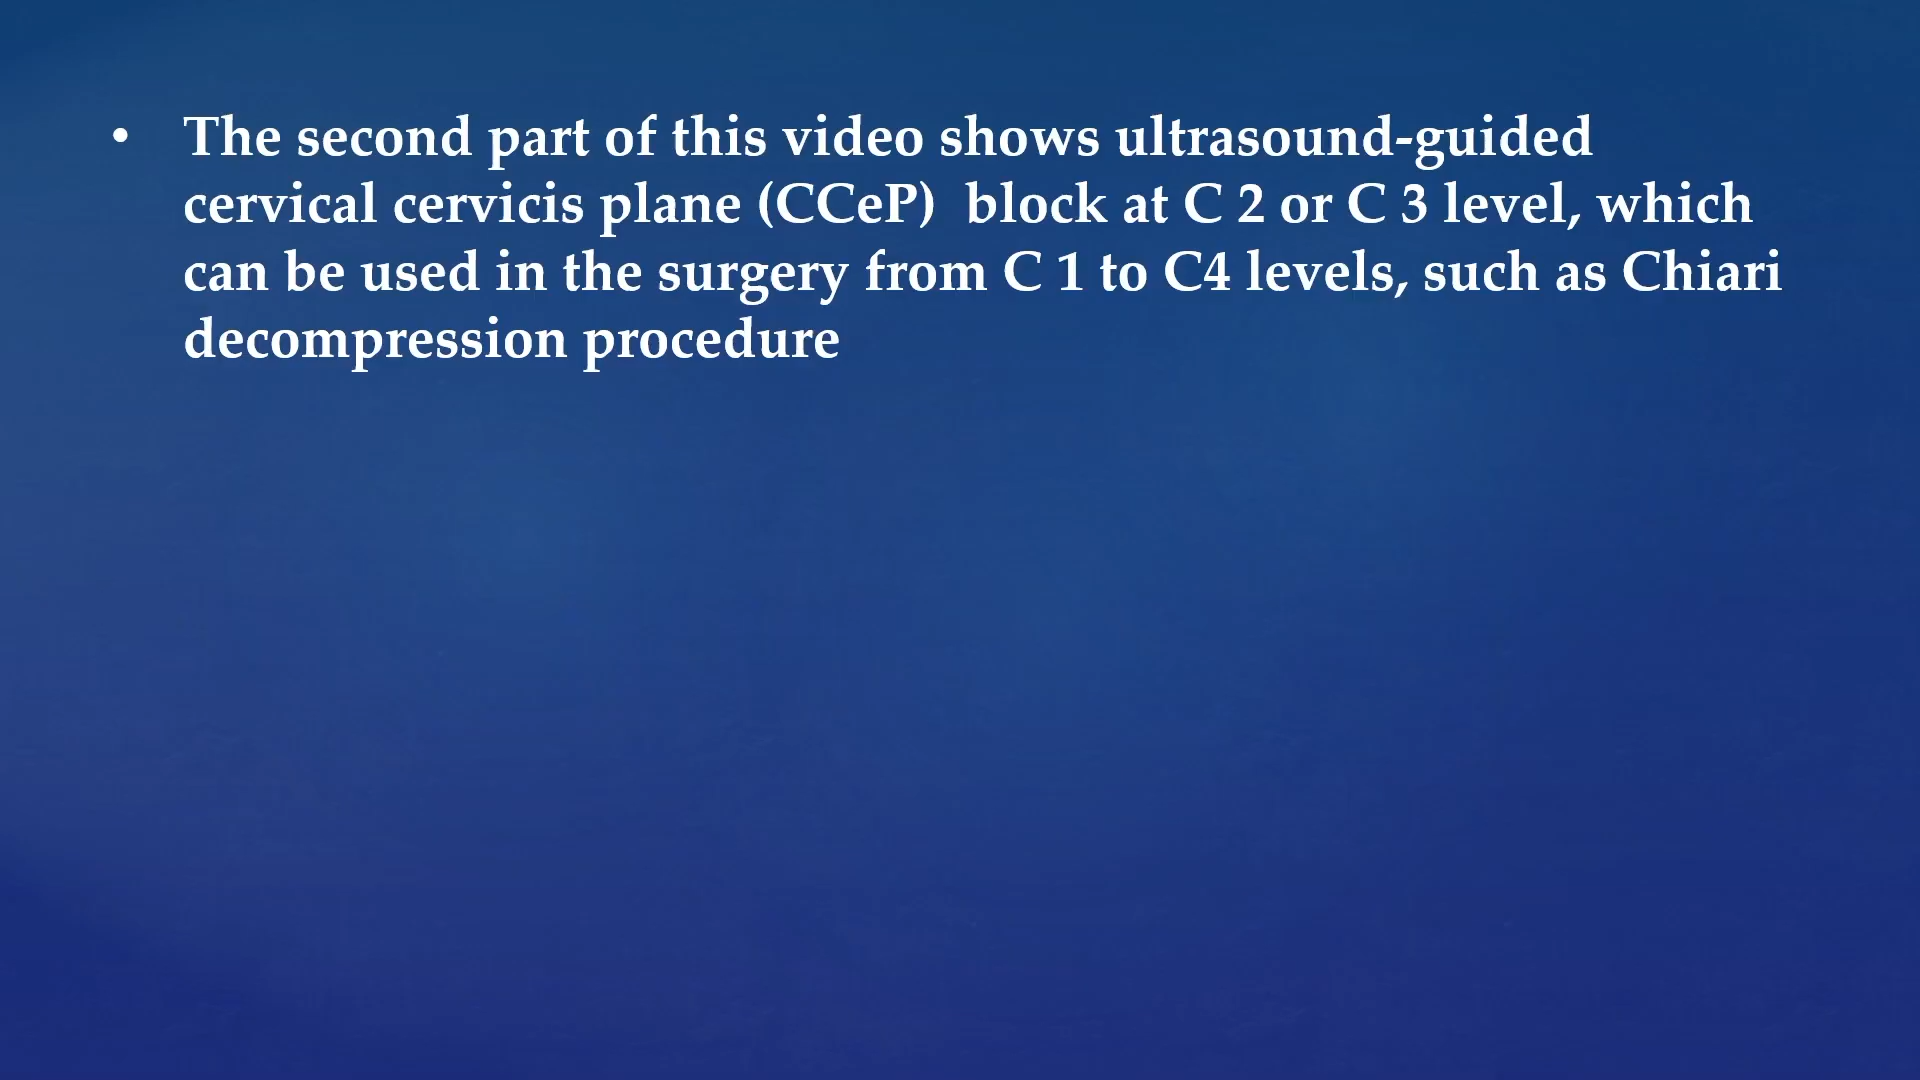 • The second part of this video shows ultrasound-guided
cervical cervicis plane (CCeP)  block at C 2 or C 3 level, which
can be used in the surgery from C 1 to C4 levels, such as Chiari
decompression procedure